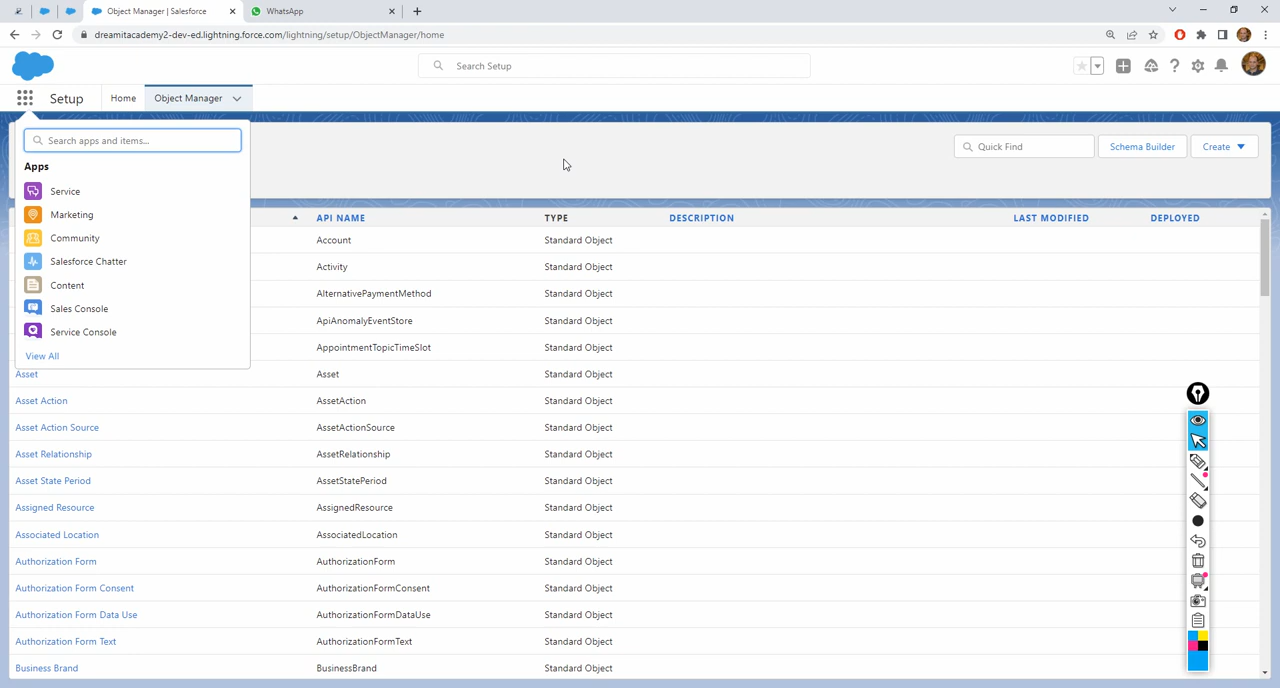 Object Manager | Salesforce
WhatsApp
dreamitacademy2-dev-ed.lightning.force.com/lightning/setup/ObjectManager/home
Search Setup
Setup
Home
Object Manager
Search apps and items...
Apps
Service
Marketing
Community
Salesforce Chatter
Content
Sales Console
Service Console
View All
Quick Find
Schema Builder
Create
API NAME TYPE DESCRIPTION LAST MODIFIED DEPLOYED
Account Standard Object
Activity Standard Object
AlternativePaymentMethod Standard Object
ApiAnomalyEventStore Standard Object
AppointmentTopicTimeSlot Standard Object
Asset Asset Standard Object
Asset Action AssetAction Standard Object
Asset Action Source AssetActionSource Standard Object
Asset Relationship AssetRelationship Standard Object
Asset State Period AssetStatePeriod Standard Object
Assigned Resource AssignedResource Standard Object
Associated Location AssociatedLocation Standard Object
Authorization Form AuthorizationForm Standard Object
Authorization Form Consent AuthorizationFormConsent Standard Object
Authorization Form Data Use AuthorizationFormDataUse Standard Object
Authorization Form Text AuthorizationFormText Standard Object
Business Brand BusinessBrand Standard Object